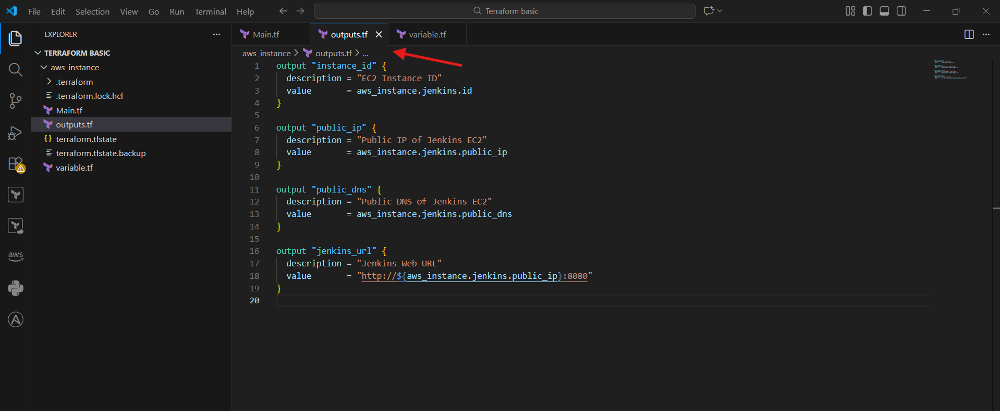 File Edit Selection View Go Run Terminal Help
Terraform basic
EXPLORER
TERRAFORM BASIC
aws_instance
.terraform
.terraform.lock.hcl
Main.tf
outputs.tf
terraform.tfstate
terraform.tfstate.backup
variable.tf
aws
Main.tf outputs.tf variable.tf
aws_instance > outputs.tf > ...
1 output "instance_id" {
2   description = "EC2 Instance ID"
3   value       = aws_instance.jenkins.id
4 }
5
6 output "public_ip" {
7   description = "Public IP of Jenkins EC2"
8   value       = aws_instance.jenkins.public_ip
9 }
10
11 output "public_dns" {
12   description = "Public DNS of Jenkins EC2"
13   value       = aws_instance.jenkins.public_dns
14 }
15
16 output "jenkins_url" {
17   description = "Jenkins Web URL"
18   value       = "http://${aws_instance.jenkins.public_ip}:8080"
19 }
20